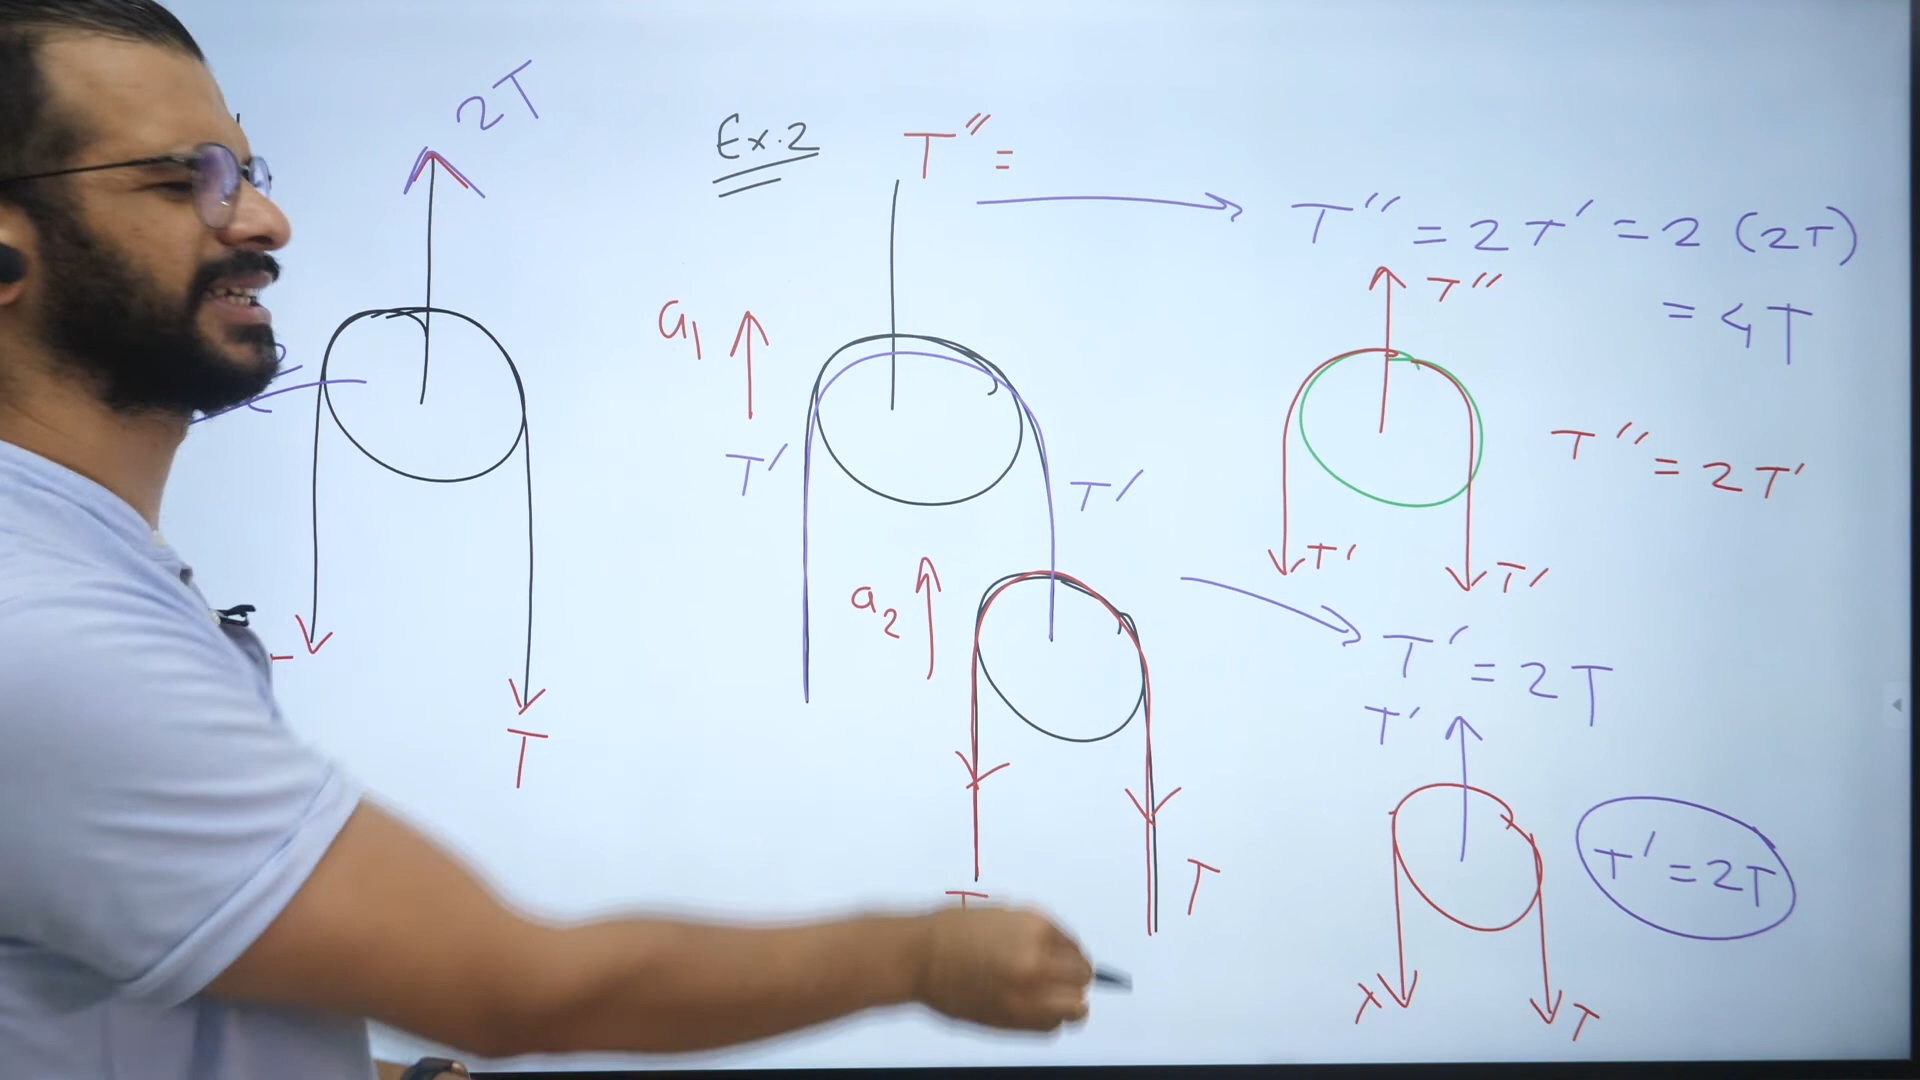 2T
Ex.2
T" =
T" = 2T' = 2 (2T)
= 4T
T"
a1
T'
T'
T" = 2T'
T'
T'
a2
T' = 2T
T'
T' = 2T
T
T
T
T